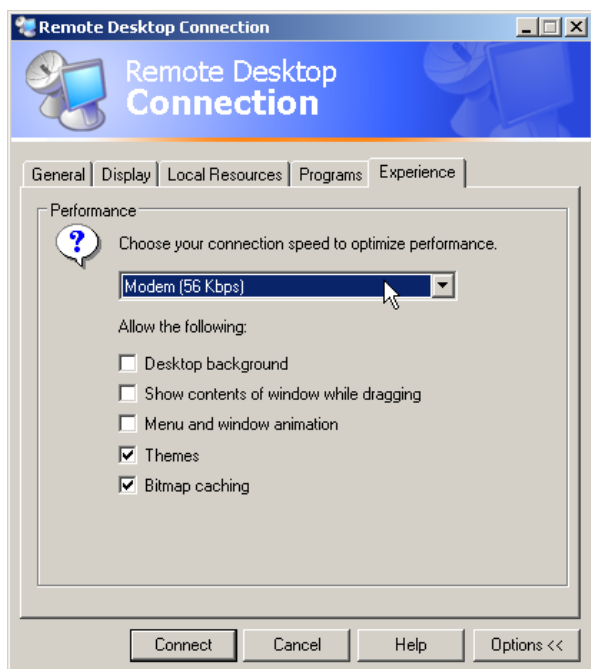 Remote Desktop Connection
Remote Desktop
Connection
General Display Local Resources Programs Experience
Performance
Choose your connection speed to optimize performance.
Modem (56 Kbps)
Allow the following:
Desktop background
Show contents of window while dragging
Menu and window animation
Themes
Bitmap caching
Connect Cancel Help Options <<